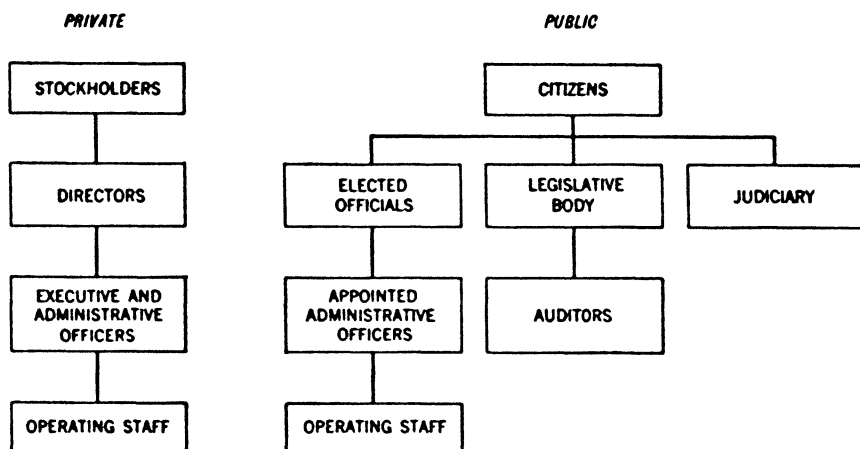 PRIVATE
STOCKHOLDERS
DIRECTORS
EXECUTIVE AND
ADMINISTRATIVE
OFFICERS
OPERATING STAFF
PUBLIC
CITIZENS
ELECTED
OFFICIALS
LEGISLATIVE
BODY
JUDICIARY
APPOINTED
ADMINISTRATIVE
OFFICERS
AUDITORS
OPERATING STAFF